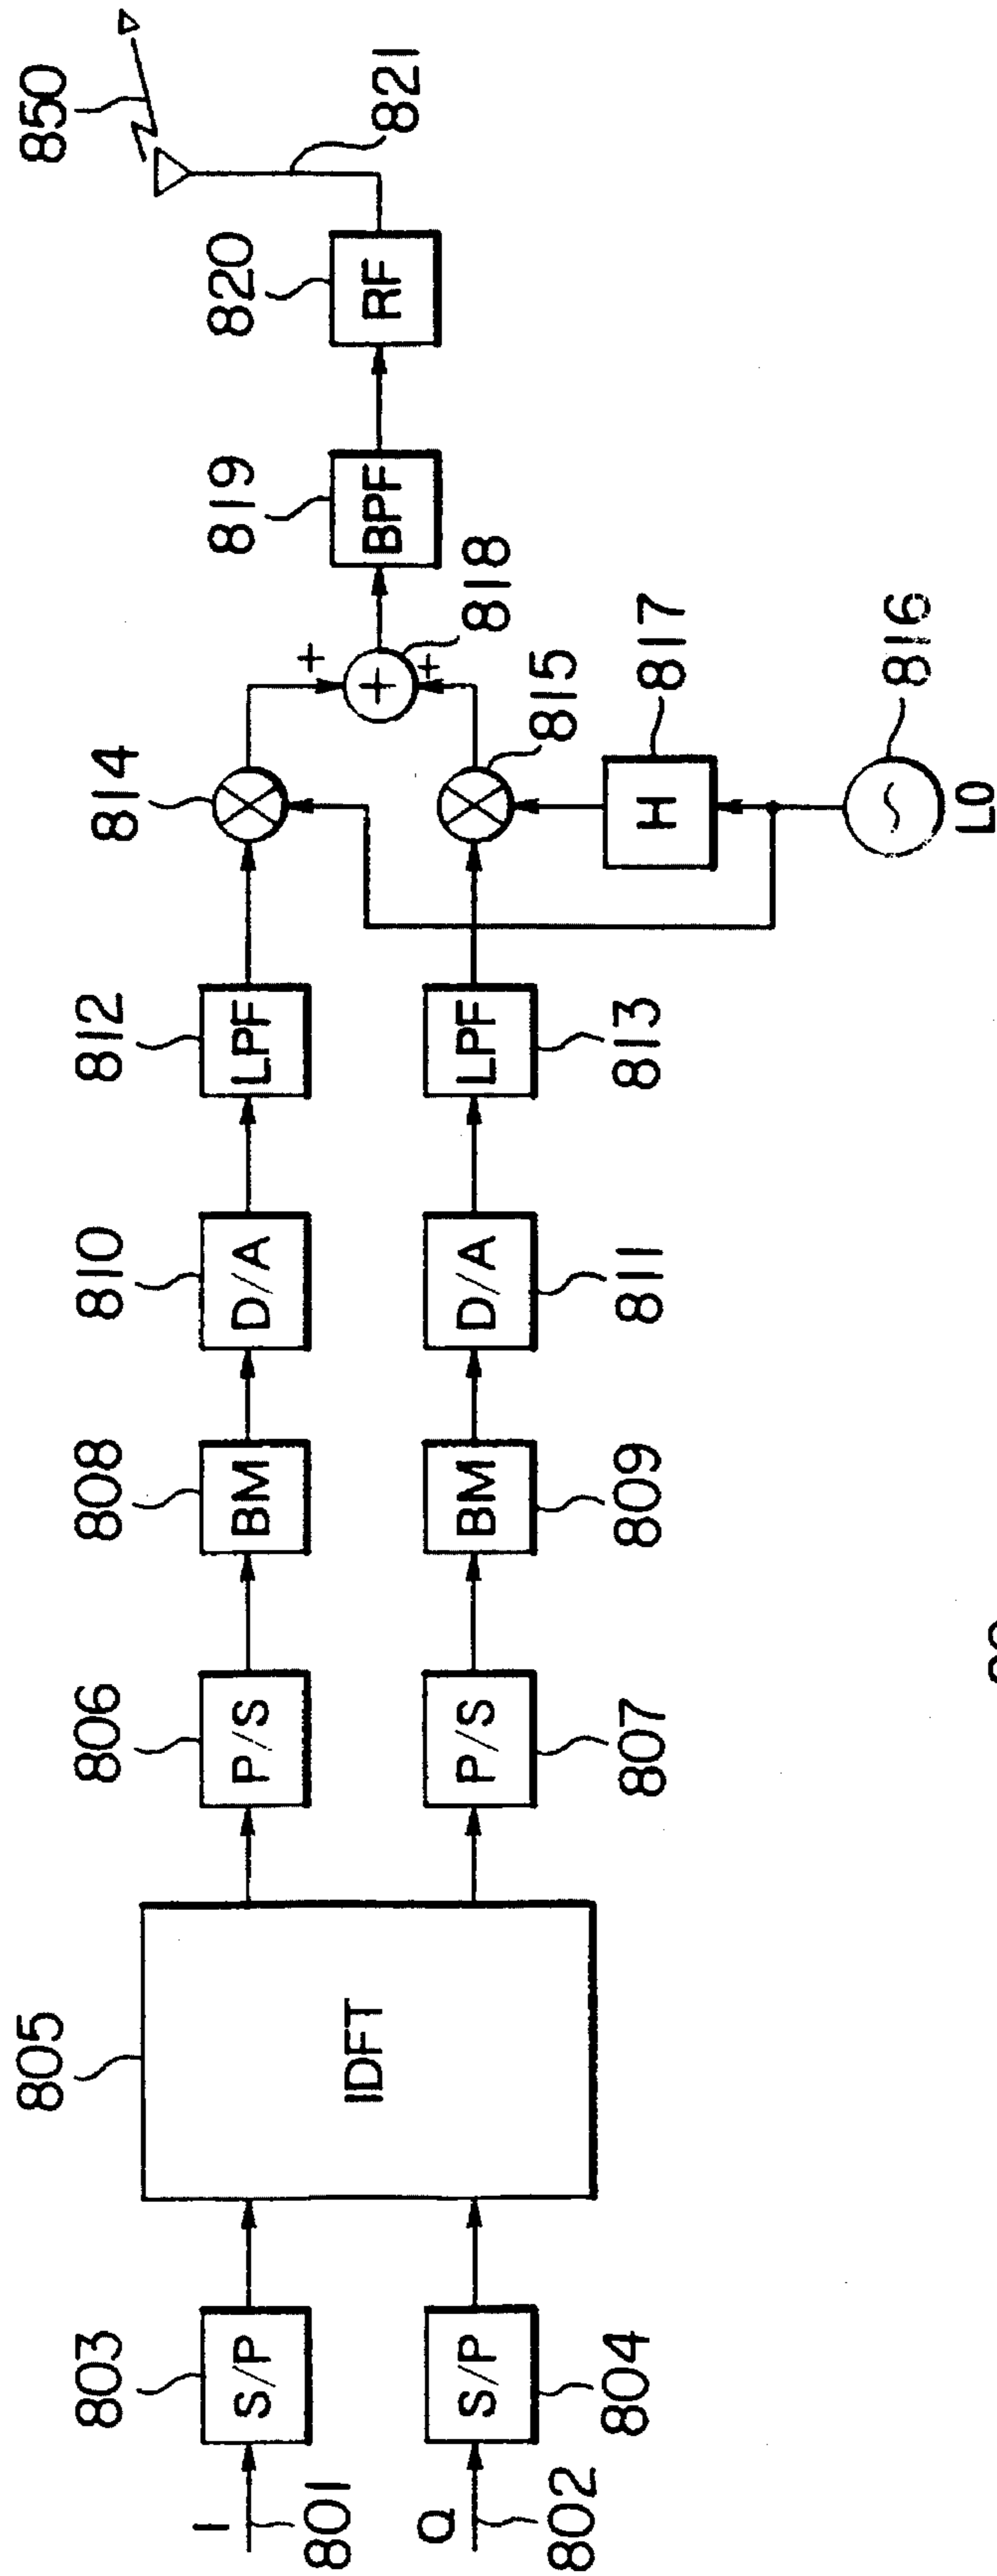 850
821
820
RF
819
BPF
818
+
+
+
814
815
817
H
816
LO
812
LPF
LPF
813
810
D/A
D/A
811
808
BM
BM
809
806
P/S
P/S
807
805
IDFT
803
S/P
S/P
804
I
801
Q
802